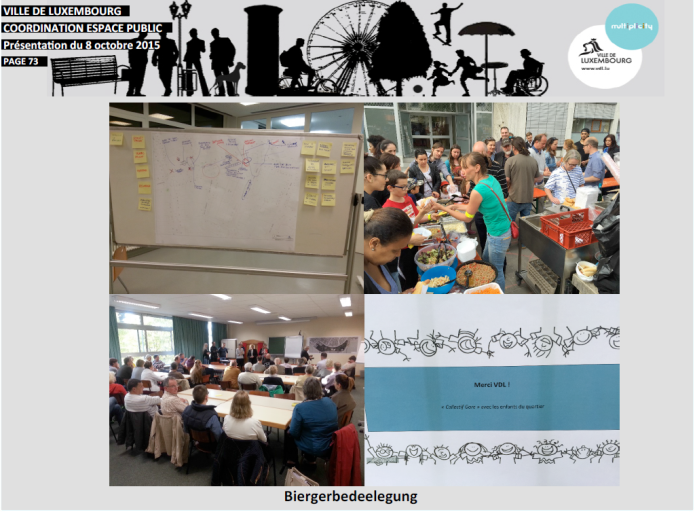 VILLE DE LUXEMBOURG
COORDINATION ESPACE PUBLIC
Présentation du 8 octobre 2015
PAGE 73
multiplicity
VILLE DE
LUXEMBOURG
www.vdl.lu
Merci VDL !
« Collectif Gare » avec les enfants du quartier
Biergerbedeelegung